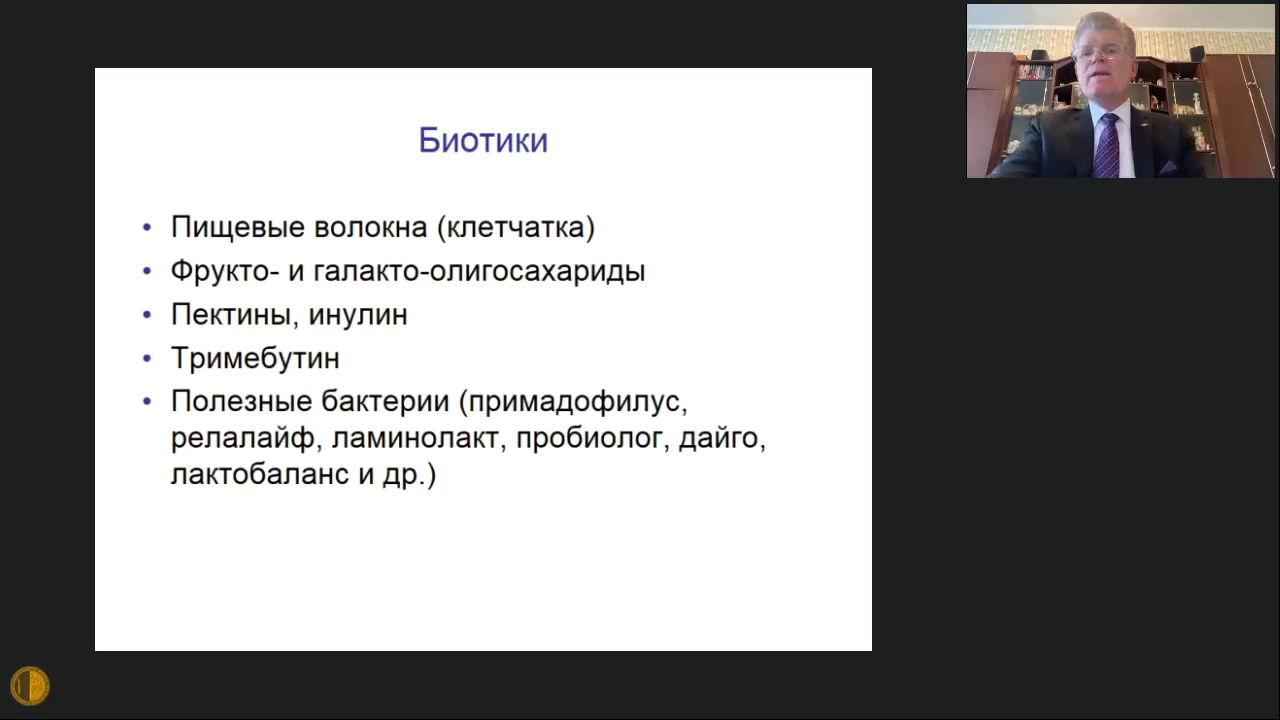 Биотики
• Пищевые волокна (клетчатка)
• Фрукто- и галакто-олигосахариды
• Пектины, инулин
• Тримебутин
• Полезные бактерии (примадофилус,
релалайф, ламинолакт, пробиолог, дайго,
лактобаланс и др.)